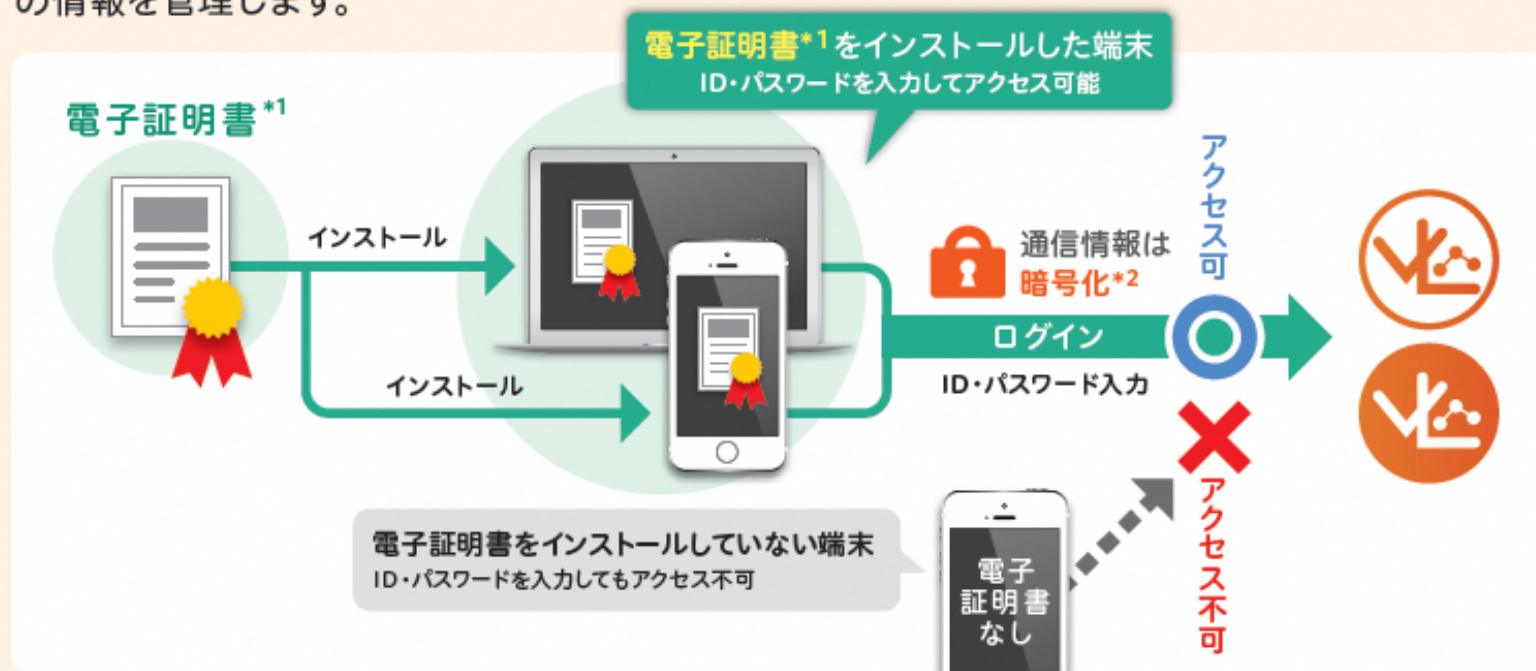 の情報を管理します。
電子証明書*1をインストールした端末
ID・パスワードを入力してアクセス可能
電子証明書*1
インストール
インストール
通信情報は
暗号化*2
ログイン
ID・パスワード入力
アクセス可
アクセス不可
電子証明書をインストールしていない端末
ID・パスワードを入力してもアクセス不可
電子
証明書
なし